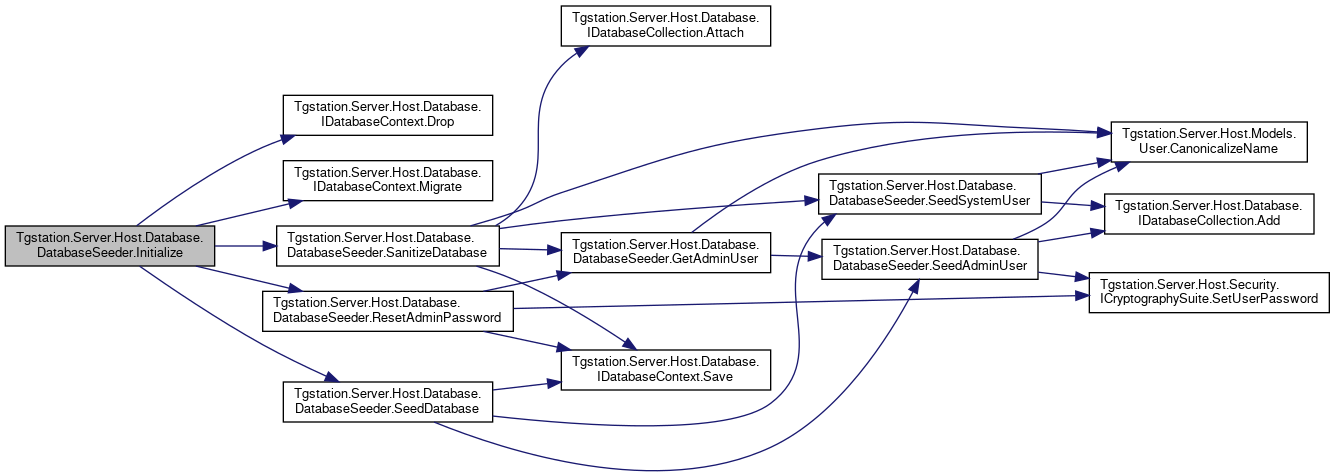 Tgstation.Server.Host.Database.
IDatabaseCollection.Attach
Tgstation.Server.Host.Database.
IDatabaseContext.Drop
Tgstation.Server.Host.Models.
User.CanonicalizeName
Tgstation.Server.Host.Database.
IDatabaseContext.Migrate
Tgstation.Server.Host.Database.
DatabaseSeeder.SeedSystemUser
Tgstation.Server.Host.Database.
IDatabaseCollection.Add
Tgstation.Server.Host.Database.
DatabaseSeeder.Initialize
Tgstation.Server.Host.Database.
DatabaseSeeder.SanitizeDatabase
Tgstation.Server.Host.Database.
DatabaseSeeder.GetAdminUser
Tgstation.Server.Host.Database.
DatabaseSeeder.SeedAdminUser
Tgstation.Server.Host.Security.
ICryptographySuite.SetUserPassword
Tgstation.Server.Host.Database.
DatabaseSeeder.ResetAdminPassword
Tgstation.Server.Host.Database.
IDatabaseContext.Save
Tgstation.Server.Host.Database.
DatabaseSeeder.SeedDatabase